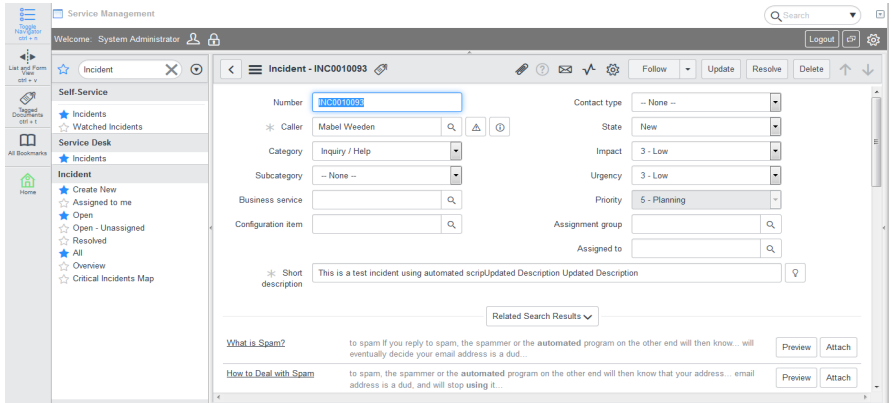 Service Management
Search
Toggle
Navigator
ctrl + n
Welcome: System Administrator
Logout
List and Form
View
ctrl + v
Incident
Incident - INC0010093
Follow
Update
Resolve
Delete
Tagged
Documents
ctrl + t
All Bookmarks
Home
Self-Service
Incidents
Watched Incidents
Service Desk
Incidents
Incident
Create New
Assigned to me
Open
Open - Unassigned
Resolved
All
Overview
Critical Incidents Map
Number INC0010093
Contact type -- None --
Caller Mabel Weeden
State New
Category Inquiry / Help
Impact 3 - Low
Subcategory -- None --
Urgency 3 - Low
Business service
Priority 5 - Planning
Configuration item
Assignment group
Assigned to
Short
description
This is a test incident using automated scripUpdated Description Updated Description
Related Search Results
What is Spam?
to spam If you reply to spam, the spammer or the automated program on the other end will then know... will
eventually decide your email address is a dud...
Preview Attach
How to Deal with Spam
to spam, the spammer or the automated program on the other end will then know that your address... email
address is a dud, and will stop using it...
Preview Attach